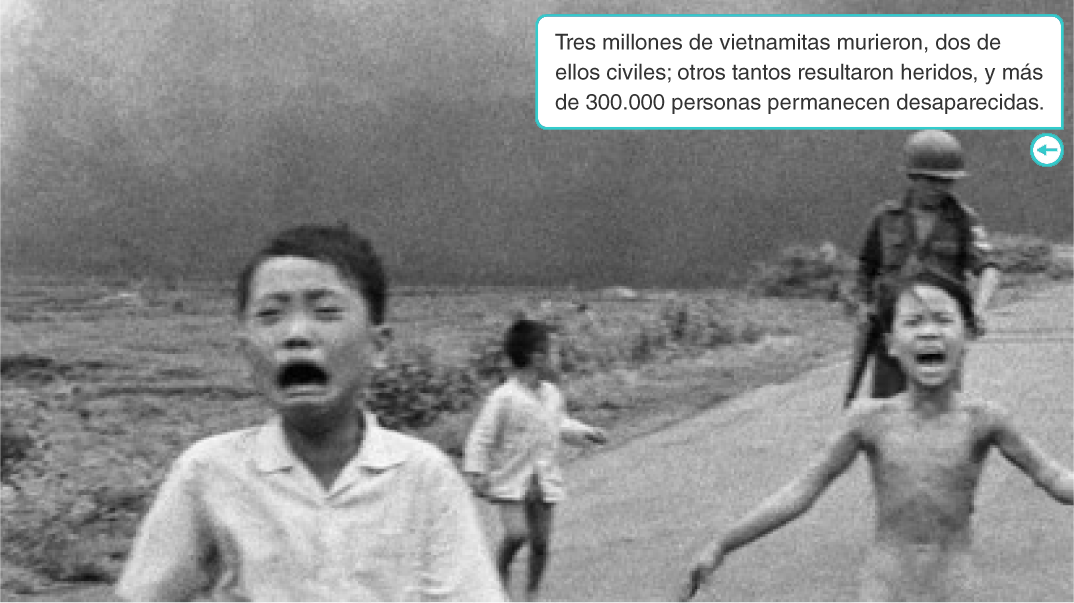 Tres millones de vietnamitas murieron, dos de
ellos civiles; otros tantos resultaron heridos, y más
de 300.000 personas permanecen desaparecidas.